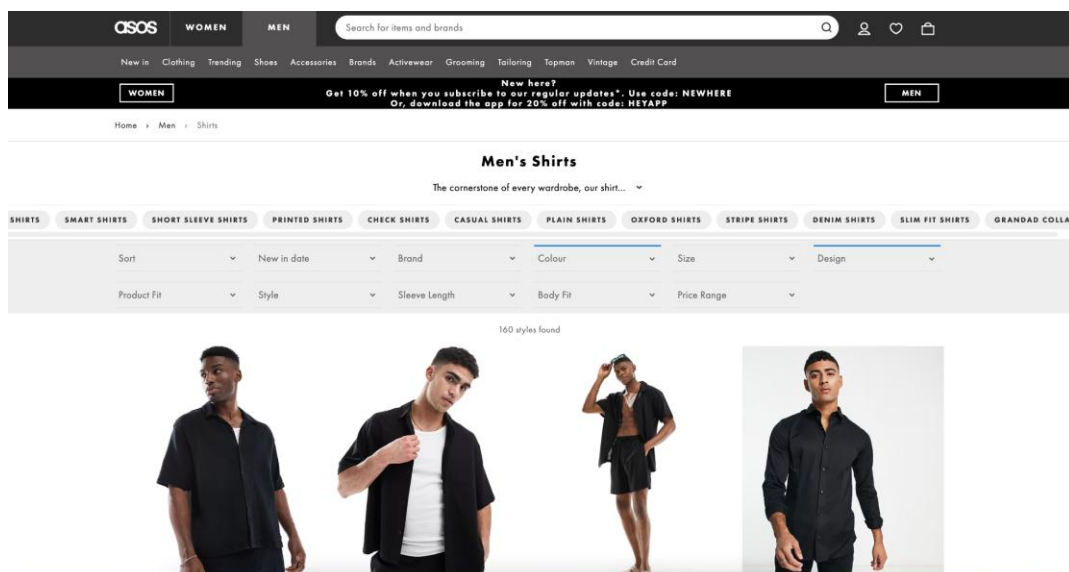 asos WOMEN MEN Search for items and brands
New in Clothing Trending Shoes Accessories Brands Activewear Grooming Tailoring Topman Vintage Credit Card
New here?
WOMEN Get 10% off when you subscribe to our regular updates*. Use code: NEWHERE MEN
Or, download the app for 20% off with code: HEYAPP
Home › Men › Shirts
Men's Shirts
The cornerstone of every wardrobe, our shirt...
SHIRTS SMART SHIRTS SHORT SLEEVE SHIRTS PRINTED SHIRTS CHECK SHIRTS CASUAL SHIRTS PLAIN SHIRTS OXFORD SHIRTS STRIPE SHIRTS DENIM SHIRTS SLIM FIT SHIRTS GRANDAD COLLA
Sort New in date Brand Colour Size Design
Product Fit Style Sleeve Length Body Fit Price Range
160 styles found